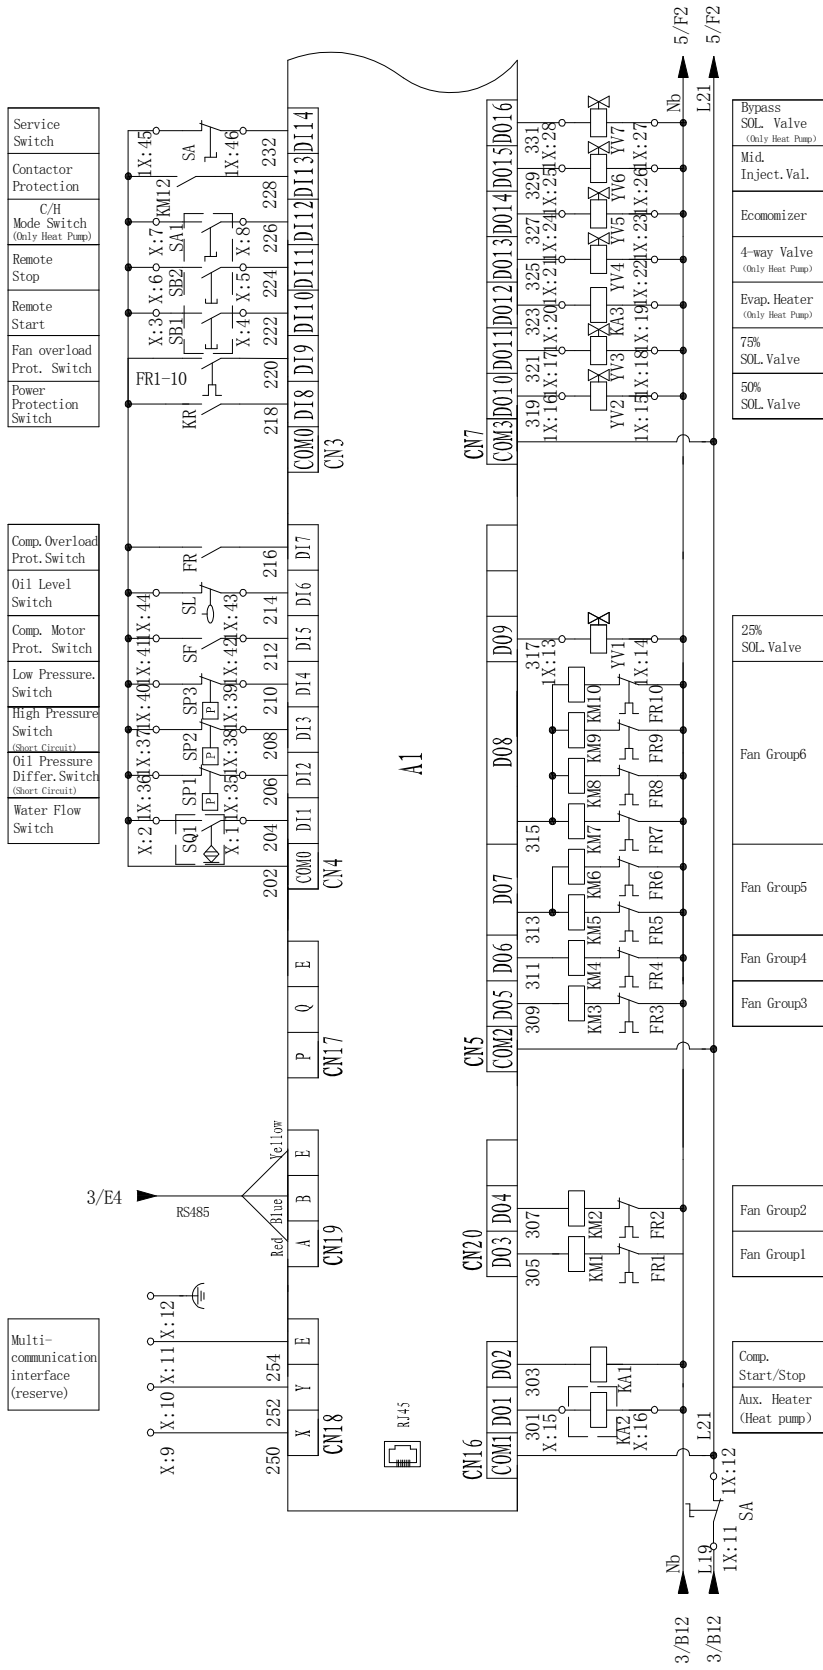 5/F2
5/F2
Nb
L21
Service
Switch
Contactor
Protection
C/H
Mode Switch
(Only Heat Pump)
Remote
Stop
Remote
Start
Fan overload
Prot. Switch
Power
Protection
Switch
1X:45
SA
1X:46
232
DI14
KM12
228
DI13
X:7
SA1
X:8
226
DI12
X:6
SB2
X:5
224
DI11
X:3
SB1
X:4
222
DI10
FR1-10
220
DI9
KR
218
DI8
COM0
CN3
Comp. Overload
Prot. Switch
Oil Level
Switch
Comp. Motor
Prot. Switch
Low Pressure.
Switch
High Pressure
Switch
(Short Circuit)
Oil Pressure
Differ. Switch
(Short Circuit)
Water Flow
Switch
FR
216
DI7
1X:44
SL
1X:43
214
DI6
1X:41
SF
1X:42
212
DI5
1X:40
SP3
P
1X:39
210
DI4
1X:37
SP2
P
1X:38
208
DI3
1X:36
SP1
P
1X:35
206
DI2
X:2
SQ1
X:1
204
DI1
202
COM0
CN4
E
Q
P
CN17
3/E4
RS485
Yellow
Blue
Red
E
B
A
CN19
Multi-
communication
interface
(reserve)
X:12
X:11
254
E
X:10
252
Y
X:9
250
X
CN18
RJ45
A1
DO16
331
1X:28
YV7
1X:27
DO15
329
1X:25
YV6
1X:26
DO14
327
1X:24
YV5
1X:23
DO13
325
1X:21
YV4
1X:22
DO12
323
1X:20
KA3
1X:19
DO11
321
1X:17
YV3
1X:18
DO10
319
1X:16
YV2
1X:15
COM3
CN7
Bypass
SOL. Valve
(Only Heat Pump)
Mid.
Inject. Val.
Ecomomizer
4-way Valve
(Only Heat Pump)
Evap. Heater
(Only Heat Pump)
75%
SOL. Valve
50%
SOL. Valve
DO9
317
1X:13
YV1
1X:14
DO8
315
KM10
FR10
KM9
FR9
KM8
FR8
KM7
FR7
DO7
313
KM6
FR6
KM5
FR5
DO6
311
KM4
FR4
DO5
309
KM3
FR3
COM2
CN5
25%
SOL. Valve
Fan Group6
Fan Group5
Fan Group4
Fan Group3
DO4
307
KM2
FR2
DO3
305
KM1
FR1
CN20
Fan Group2
Fan Group1
DO2
303
KA1
DO1
301
X:15
KA2
X:16
COM1
CN16
Comp.
Start/Stop
Aux. Heater
(Heat pump)
L21
1X:12
SA
1X:11
Nb
L19
3/B12
3/B12